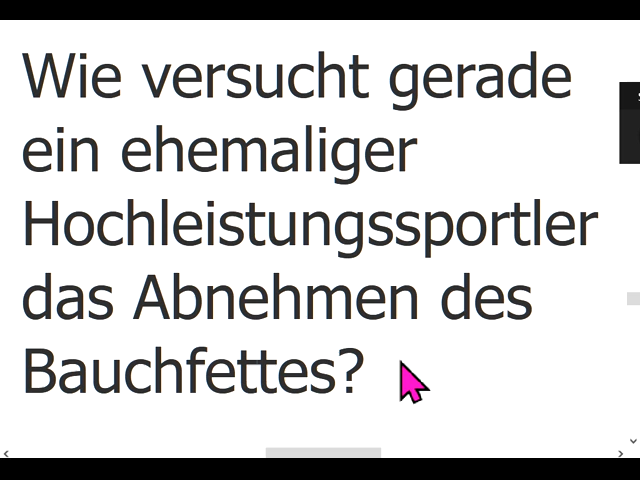 Wie versucht gerade
ein ehemaliger
Hochleistungssportler
das Abnehmen des
Bauchfettes?